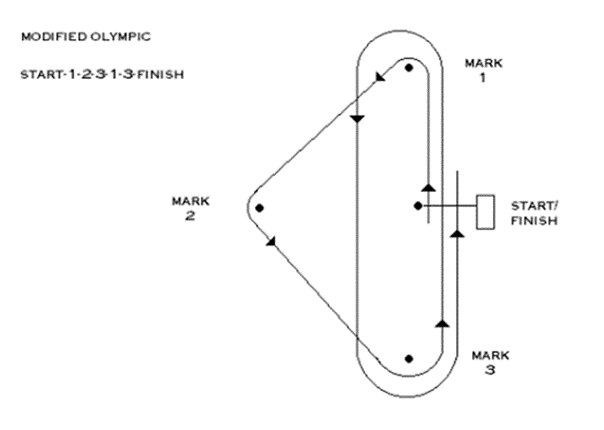 MODIFIED OLYMPIC
START-1-2-3-1-3-FINISH
MARK
1
MARK
2
START/
FINISH
MARK
3